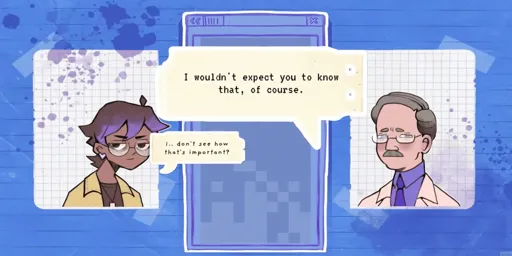 I wouldn't expect you to know
that, of course.
I... don't see how
that's important?